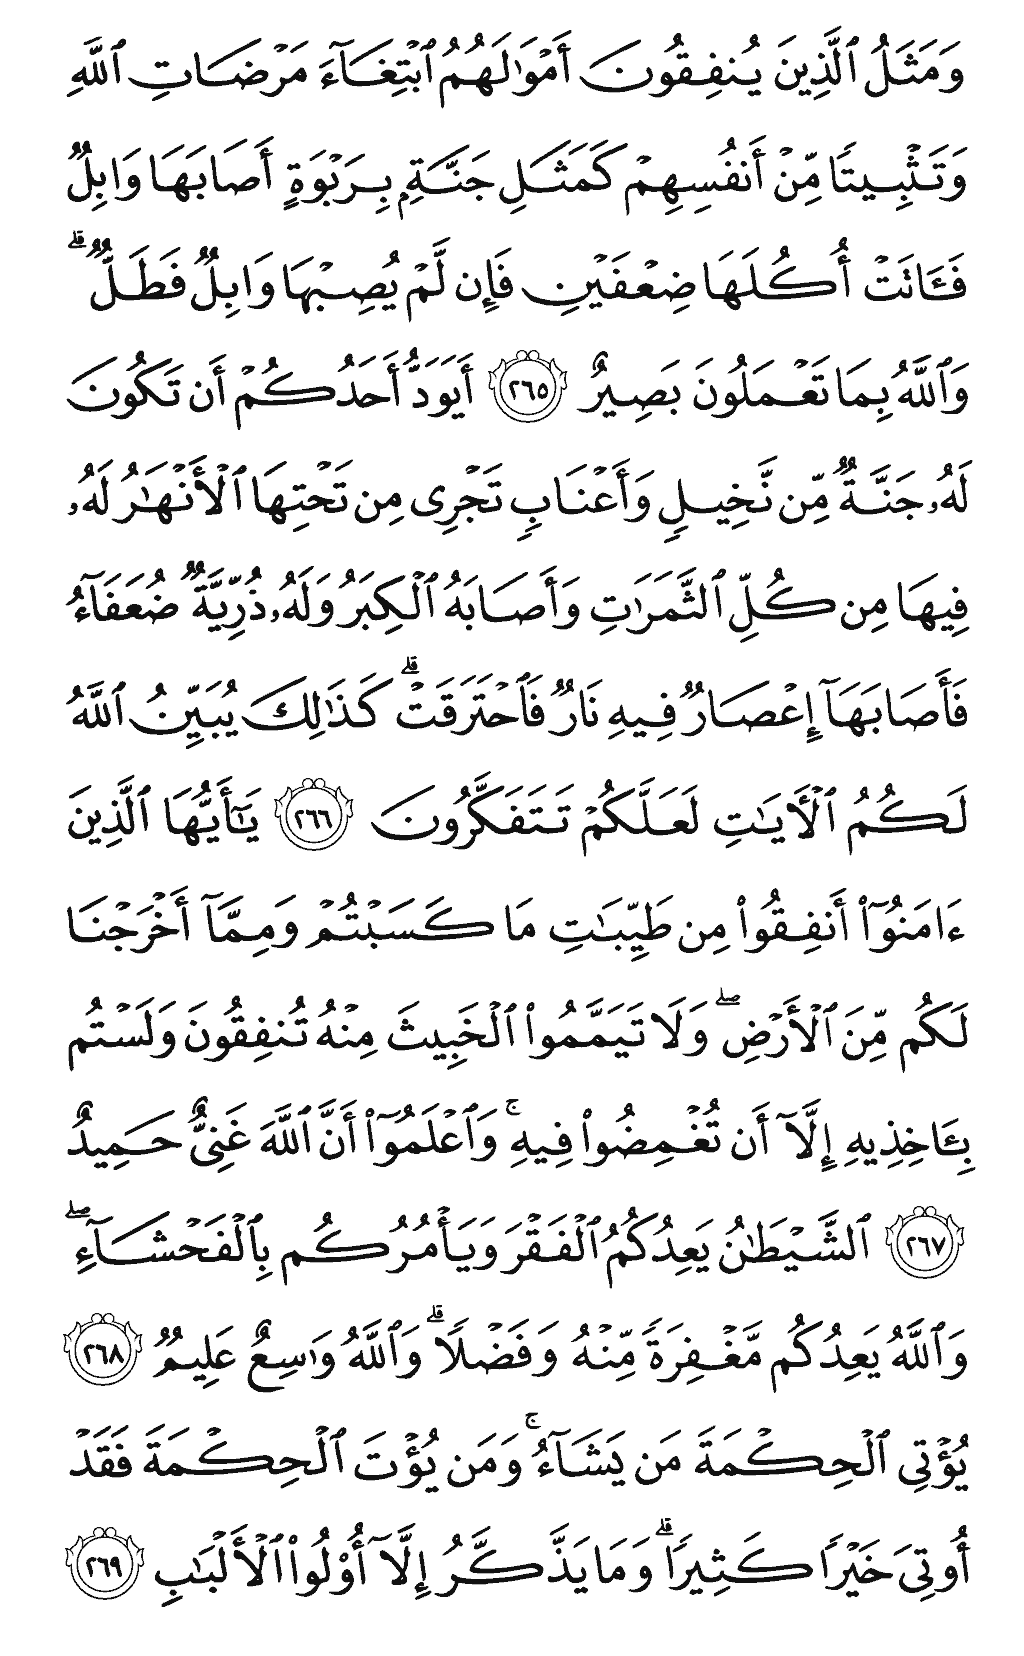 وَمَثَلُ ٱلَّذِينَ يُنفِقُونَ أَمۡوَٰلَهُمُ ٱبۡتِغَآءَ مَرۡضَاتِ ٱللَّهِ
وَتَثۡبِيتٗا مِّنۡ أَنفُسِهِمۡ كَمَثَلِ جَنَّةِۭ بِرَبۡوَةٍ أَصَابَهَا وَابِلٞ
فَـَٔاتَتۡ أُكُلَهَا ضِعۡفَيۡنِ فَإِن لَّمۡ يُصِبۡهَا وَابِلٞ فَطَلّٞۗ
وَٱللَّهُ بِمَا تَعۡمَلُونَ بَصِيرٌ ٢٦٥ أَيَوَدُّ أَحَدُكُمۡ أَن تَكُونَ
لَهُۥ جَنَّةٞ مِّن نَّخِيلٖ وَأَعۡنَابٖ تَجۡرِي مِن تَحۡتِهَا ٱلۡأَنۡهَٰرُ لَهُۥ
فِيهَا مِن كُلِّ ٱلثَّمَرَٰتِ وَأَصَابَهُ ٱلۡكِبَرُ وَلَهُۥ ذُرِّيَّةٞ ضُعَفَآءُ
فَأَصَابَهَآ إِعۡصَارٞ فِيهِ نَارٞ فَٱحۡتَرَقَتۡۗ كَذَٰلِكَ يُبَيِّنُ ٱللَّهُ
لَكُمُ ٱلۡأٓيَٰتِ لَعَلَّكُمۡ تَتَفَكَّرُونَ ٢٦٦ يَٰٓأَيُّهَا ٱلَّذِينَ
ءَامَنُوٓاْ أَنفِقُواْ مِن طَيِّبَٰتِ مَا كَسَبۡتُمۡ وَمِمَّآ أَخۡرَجۡنَا
لَكُم مِّنَ ٱلۡأَرۡضِۖ وَلَا تَيَمَّمُواْ ٱلۡخَبِيثَ مِنۡهُ تُنفِقُونَ وَلَسۡتُم
بِـَٔاخِذِيهِ إِلَّآ أَن تُغۡمِضُواْ فِيهِۚ وَٱعۡلَمُوٓاْ أَنَّ ٱللَّهَ غَنِيٌّ حَمِيدٌ
٢٦٧ ٱلشَّيۡطَٰنُ يَعِدُكُمُ ٱلۡفَقۡرَ وَيَأۡمُرُكُم بِٱلۡفَحۡشَآءِۖ
وَٱللَّهُ يَعِدُكُم مَّغۡفِرَةٗ مِّنۡهُ وَفَضۡلٗاۗ وَٱللَّهُ وَٰسِعٌ عَلِيمٞ ٢٦٨
يُؤۡتِي ٱلۡحِكۡمَةَ مَن يَشَآءُۚ وَمَن يُؤۡتَ ٱلۡحِكۡمَةَ فَقَدۡ
أُوتِيَ خَيۡرٗا كَثِيرٗاۗ وَمَا يَذَّكَّرُ إِلَّآ أُوْلُواْ ٱلۡأَلۡبَٰبِ ٢٦٩